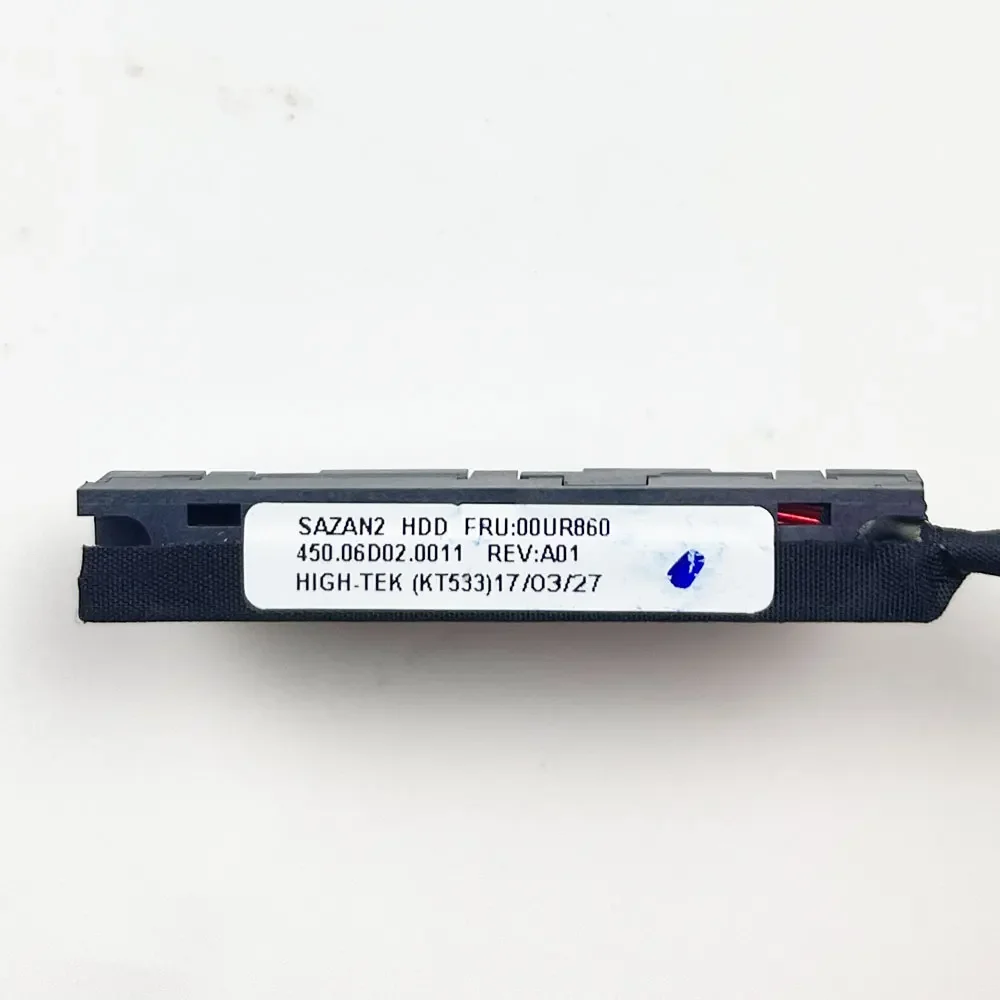 SAZAN2 HDD FRU:00UR860
450.06D02.0011 REV:A01
HIGH-TEK (KT533)17/03/27